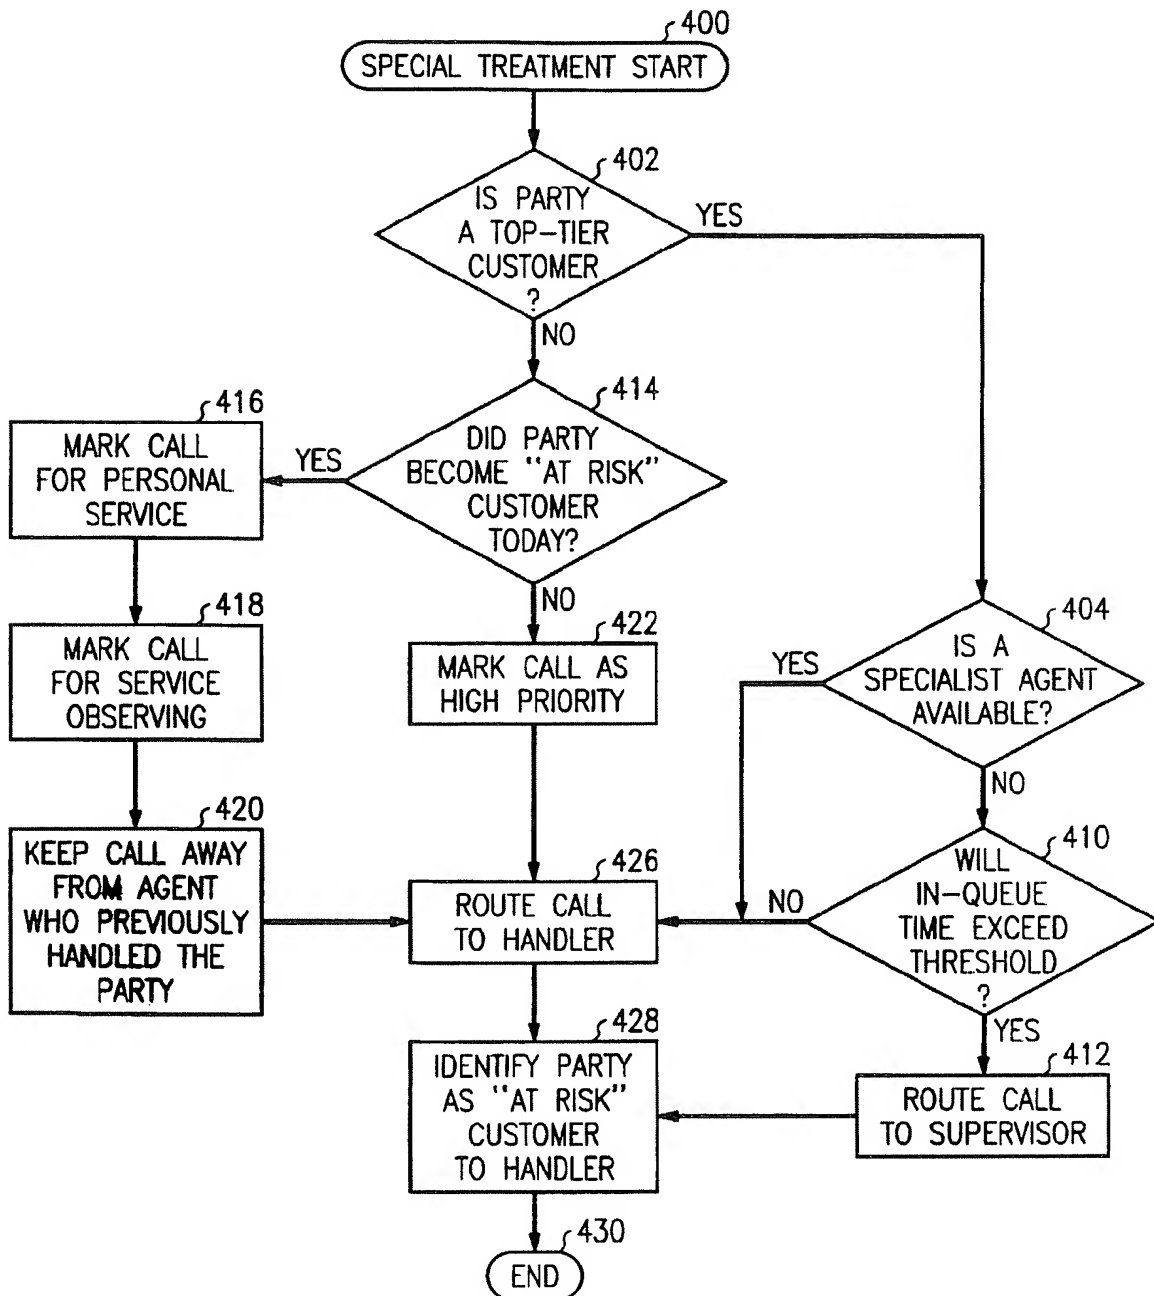 400
SPECIAL TREATMENT START
402
IS PARTY
A TOP-TIER
CUSTOMER
?
YES
NO
414
DID PARTY
BECOME "AT RISK"
CUSTOMER
TODAY?
YES
NO
416
MARK CALL
FOR PERSONAL
SERVICE
418
MARK CALL
FOR SERVICE
OBSERVING
420
KEEP CALL AWAY
FROM AGENT
WHO PREVIOUSLY
HANDLED THE
PARTY
422
MARK CALL AS
HIGH PRIORITY
404
IS A
SPECIALIST AGENT
AVAILABLE?
YES
NO
410
WILL
IN-QUEUE
TIME EXCEED
THRESHOLD
?
NO
YES
426
ROUTE CALL
TO HANDLER
412
ROUTE CALL
TO SUPERVISOR
428
IDENTIFY PARTY
AS "AT RISK"
CUSTOMER
TO HANDLER
430
END